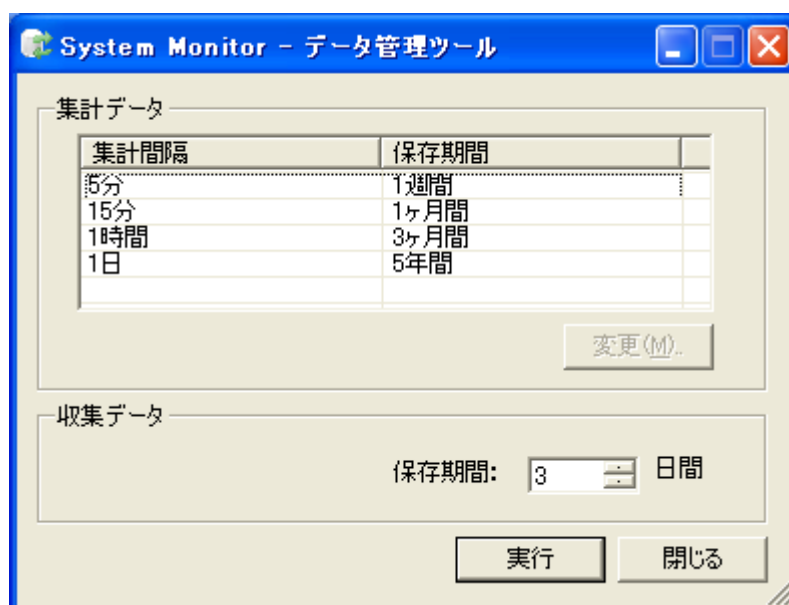 System Monitor - データ管理ツール
集計データ
集計間隔 保存期間
5分 1週間
15分 1ヶ月間
1時間 3ヶ月間
1日 5年間
変更(M)..
収集データ
保存期間: 3 日間
実行 閉じる